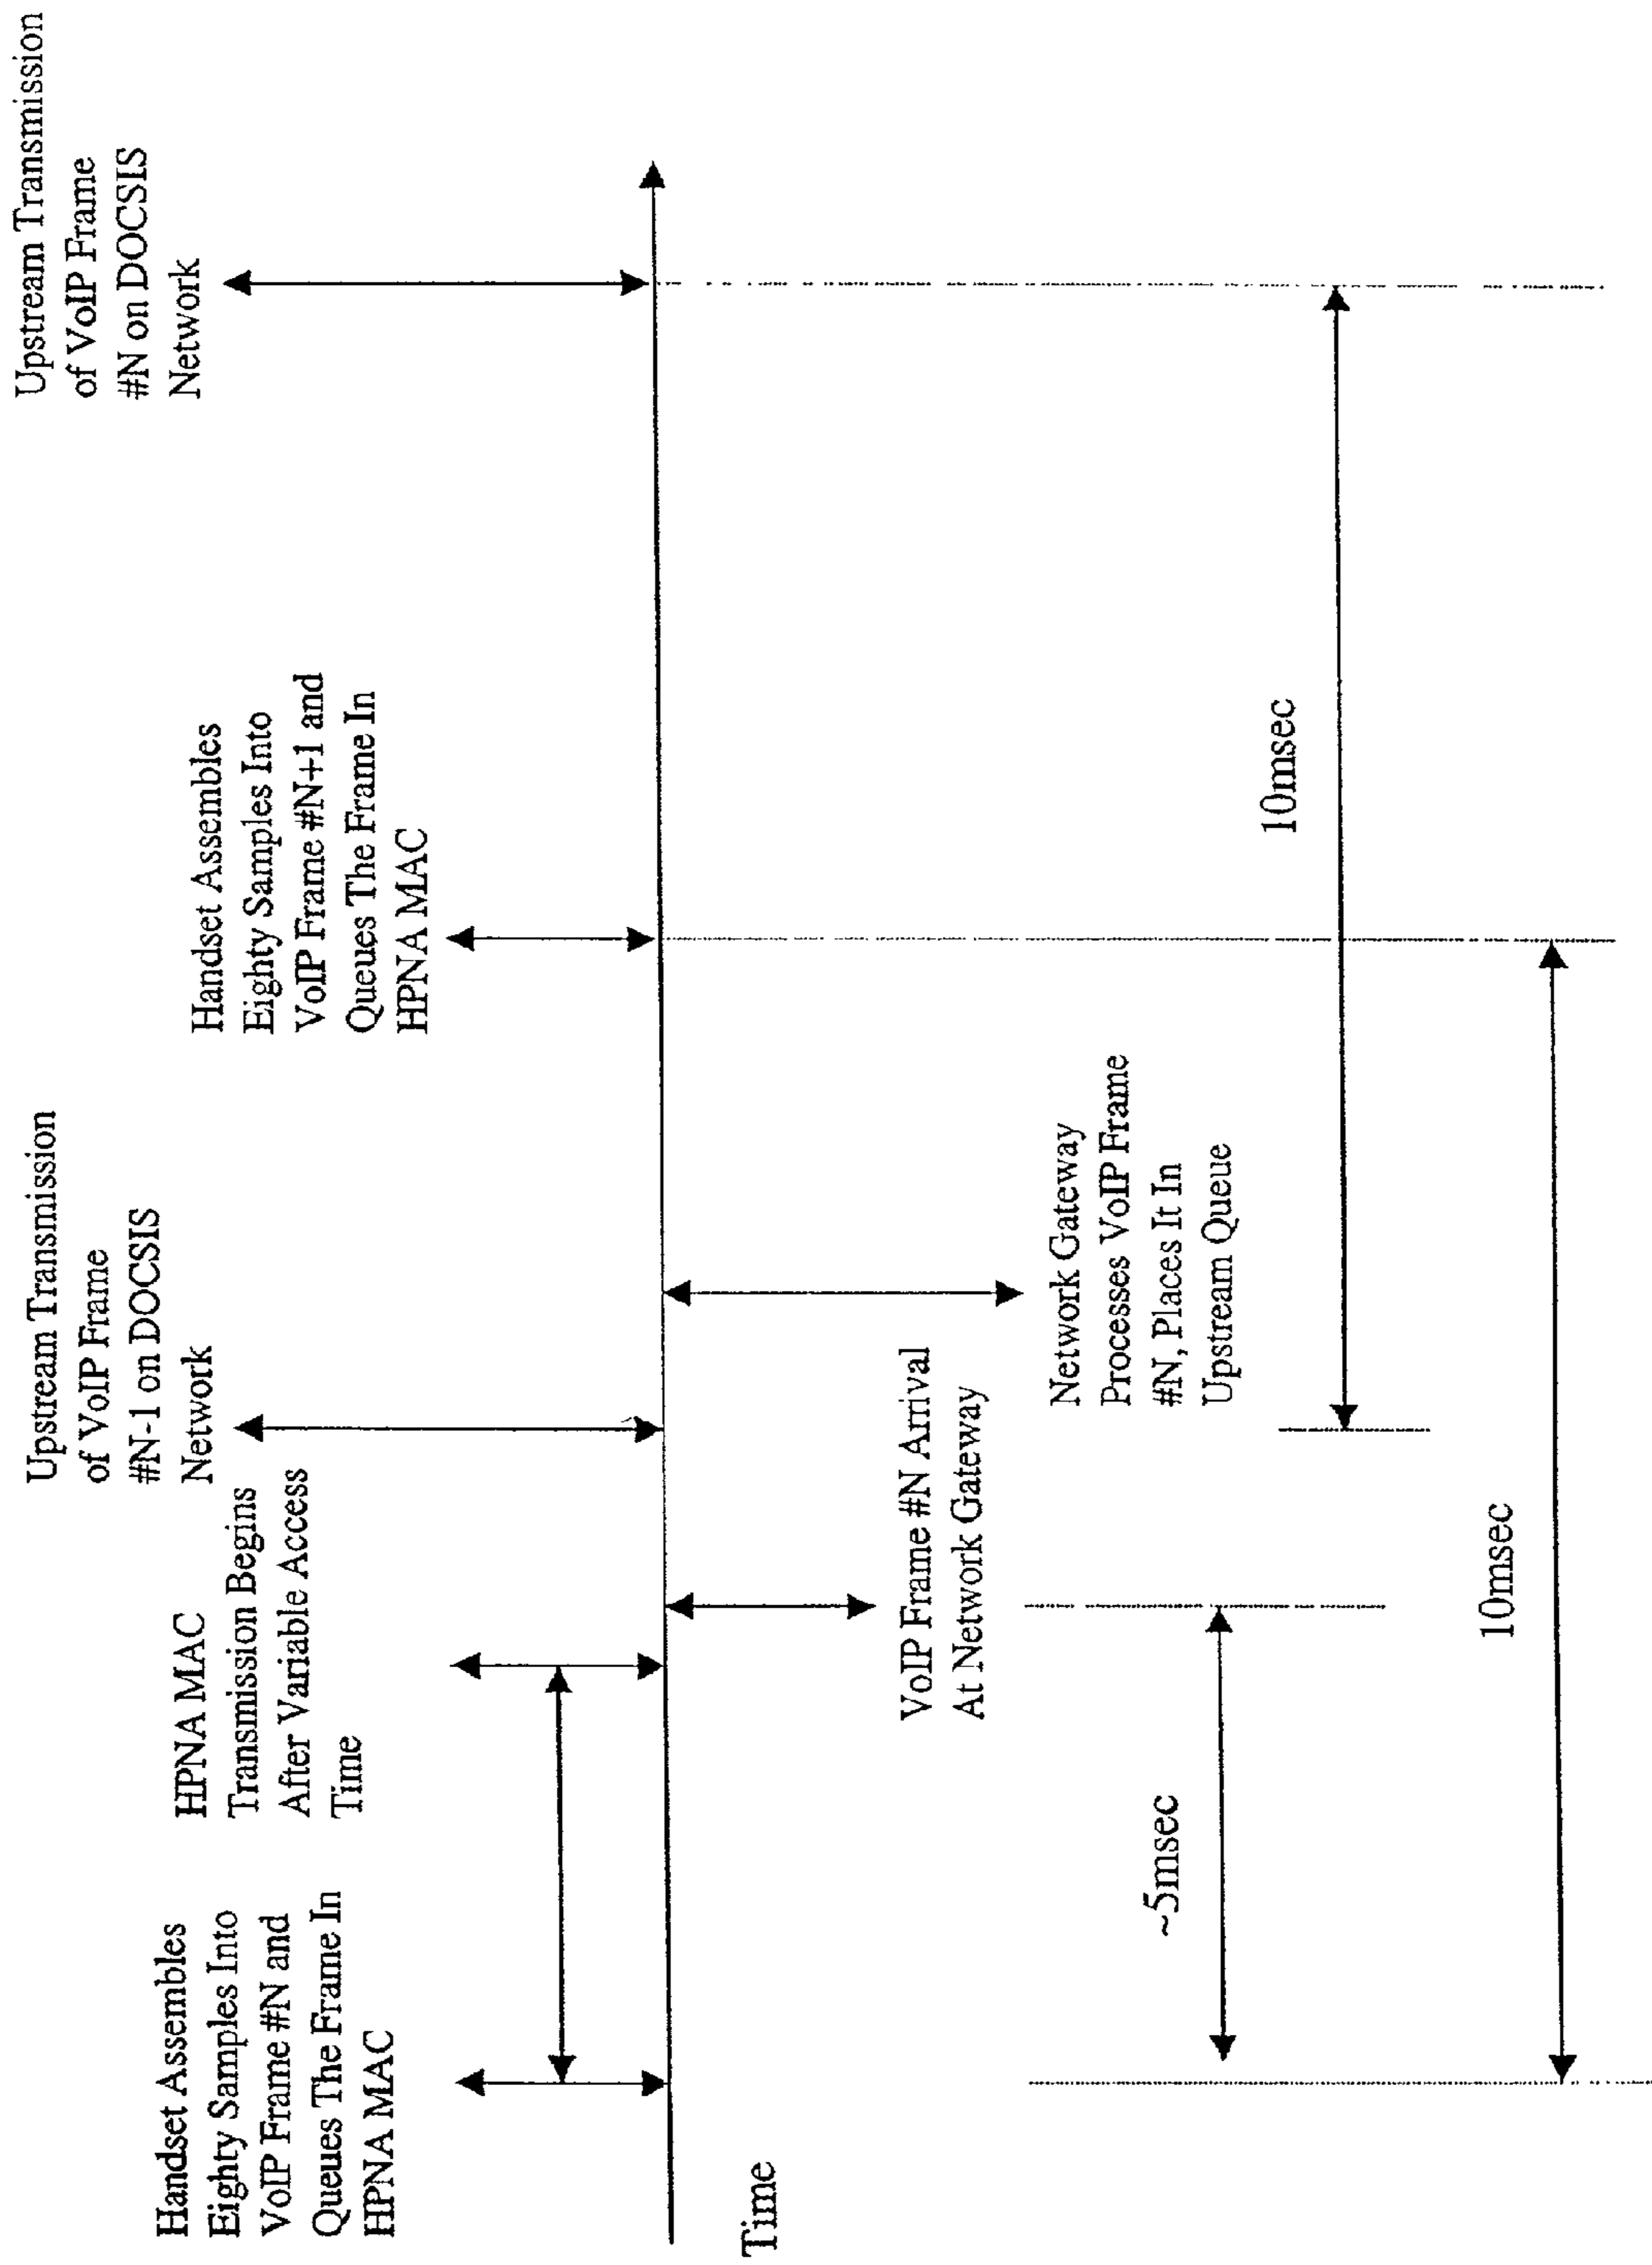 Handset Assembles
Eighty Samples Into
VoIP Frame #N and
Queues The Frame In
HPNA MAC
HPNA MAC
Transmission Begins
After Variable Access
Time
Upstream Transmission
of VoIP Frame
#N-1 on DOCSIS
Network
Handset Assembles
Eighty Samples Into
VoIP Frame #N+1 and
Queues The Frame In
HPNA MAC
Upstream Transmission
of VoIP Frame
#N on DOCSIS
Network
Time
VoIP Frame #N Arrival
At Network Gateway
Network Gateway
Processes VoIP Frame
#N, Places It In
Upstream Queue
~5msec
10msec
10msec